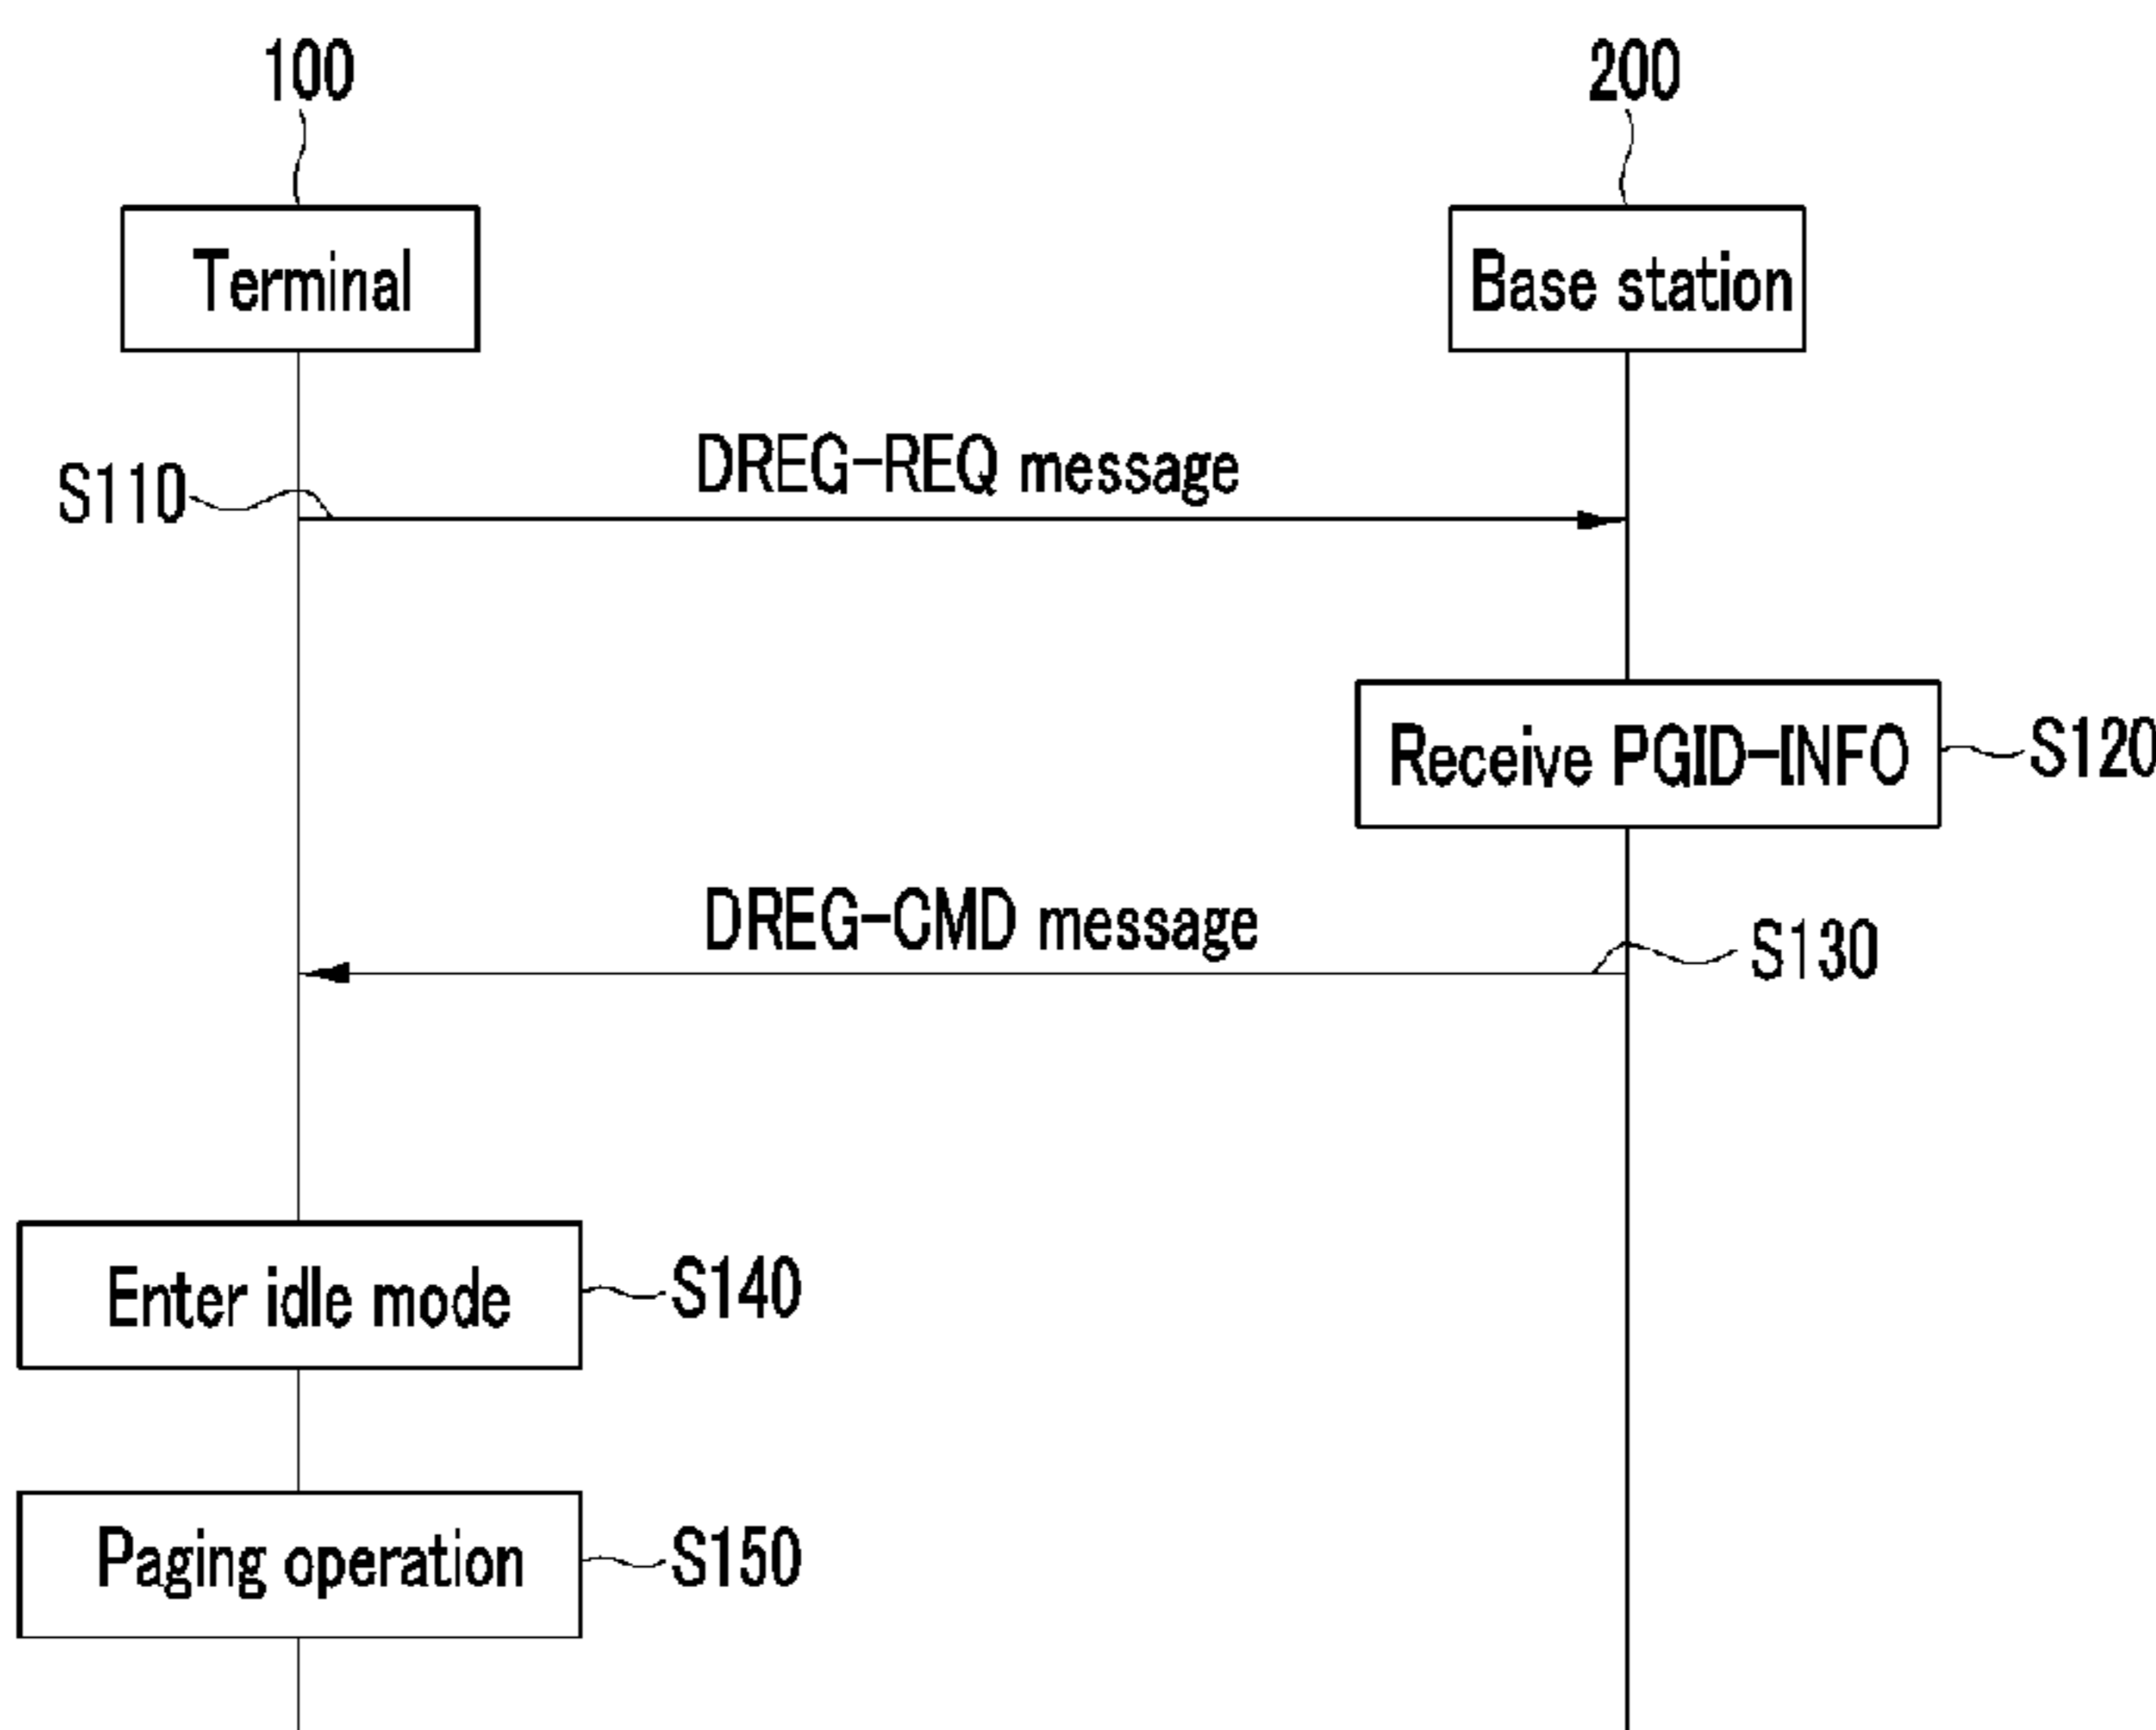 100
200
Terminal
Base station
DREG-REQ message
S110
Receive PGID-INFO
S120
DREG-CMD message
S130
Enter idle mode
S140
Paging operation
S150